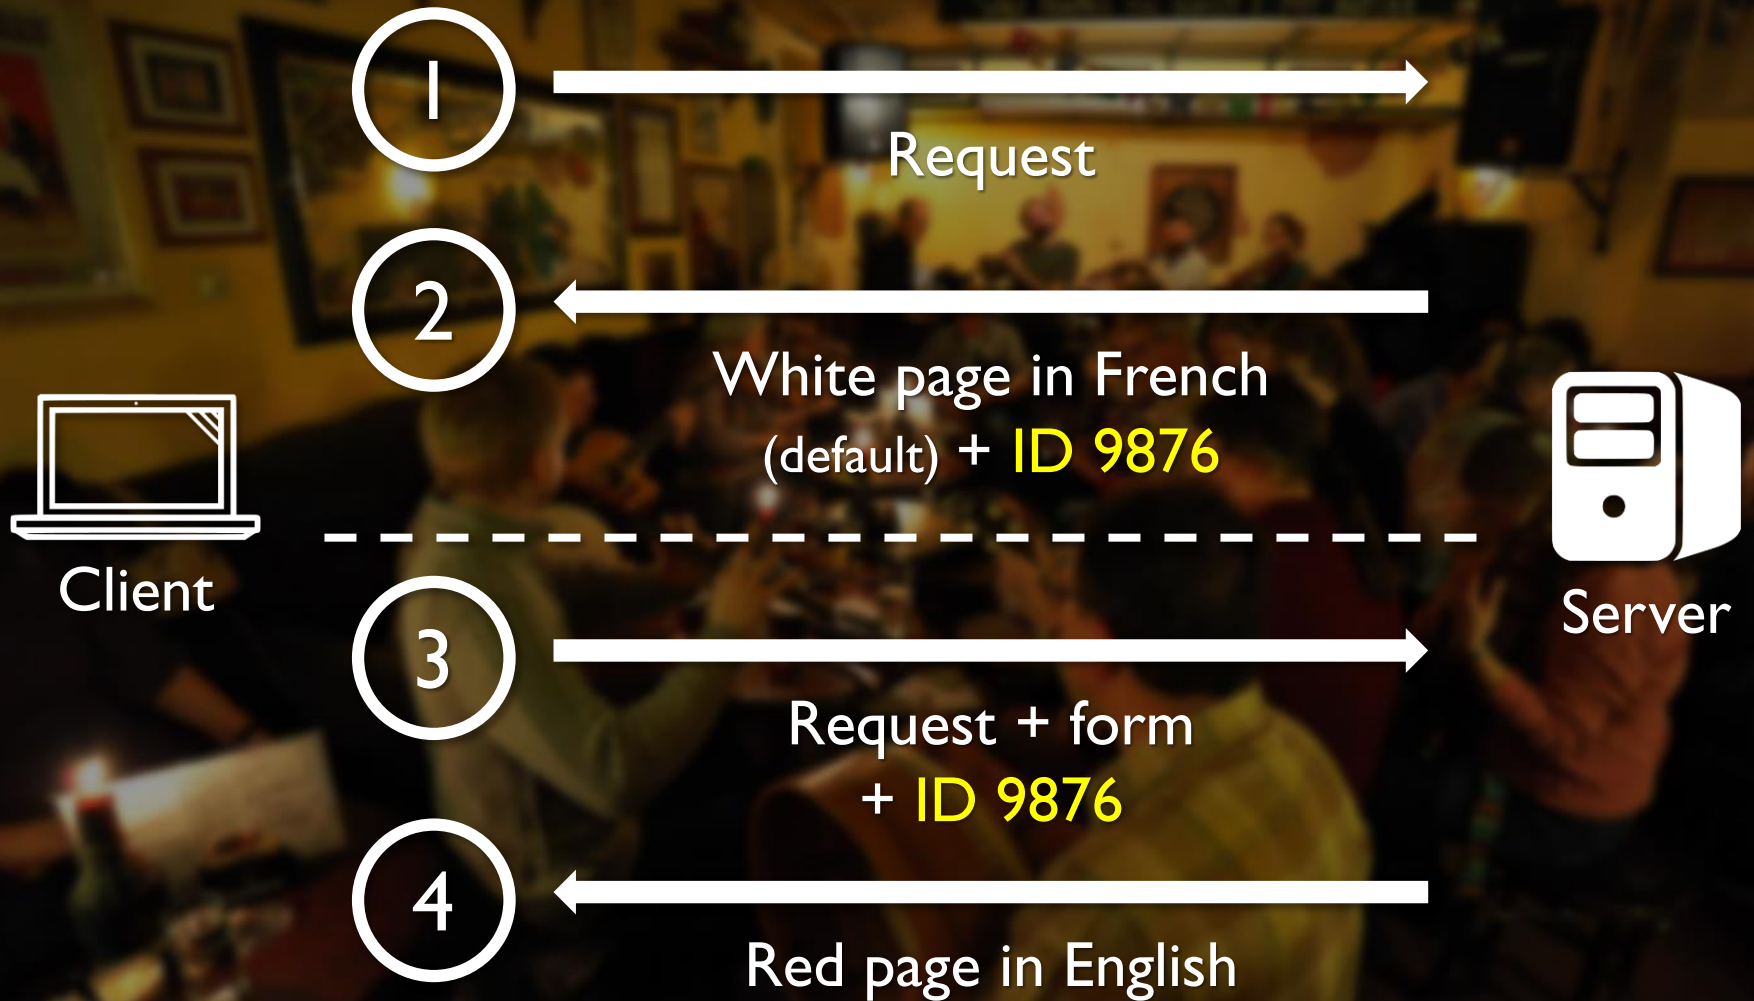 1
Request
2
White page in French
(default) + ID 9876
Client
Server
3
Request + form
+ ID 9876
4
Red page in English